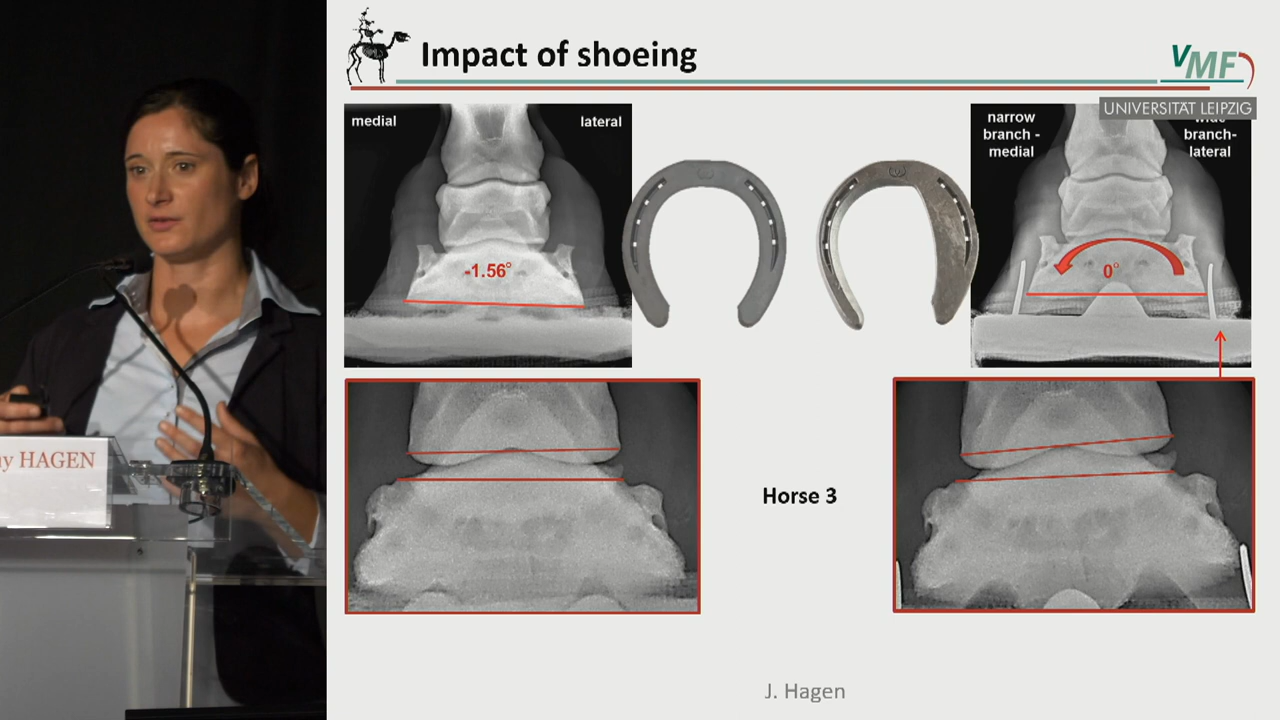 Impact of shoeing
VMF
UNIVERSITÄT LEIPZIG
medial
lateral
-1.56°
narrow
branch -
medial
wide
branch-
lateral
0°
Horse 3
HAGEN
J. Hagen